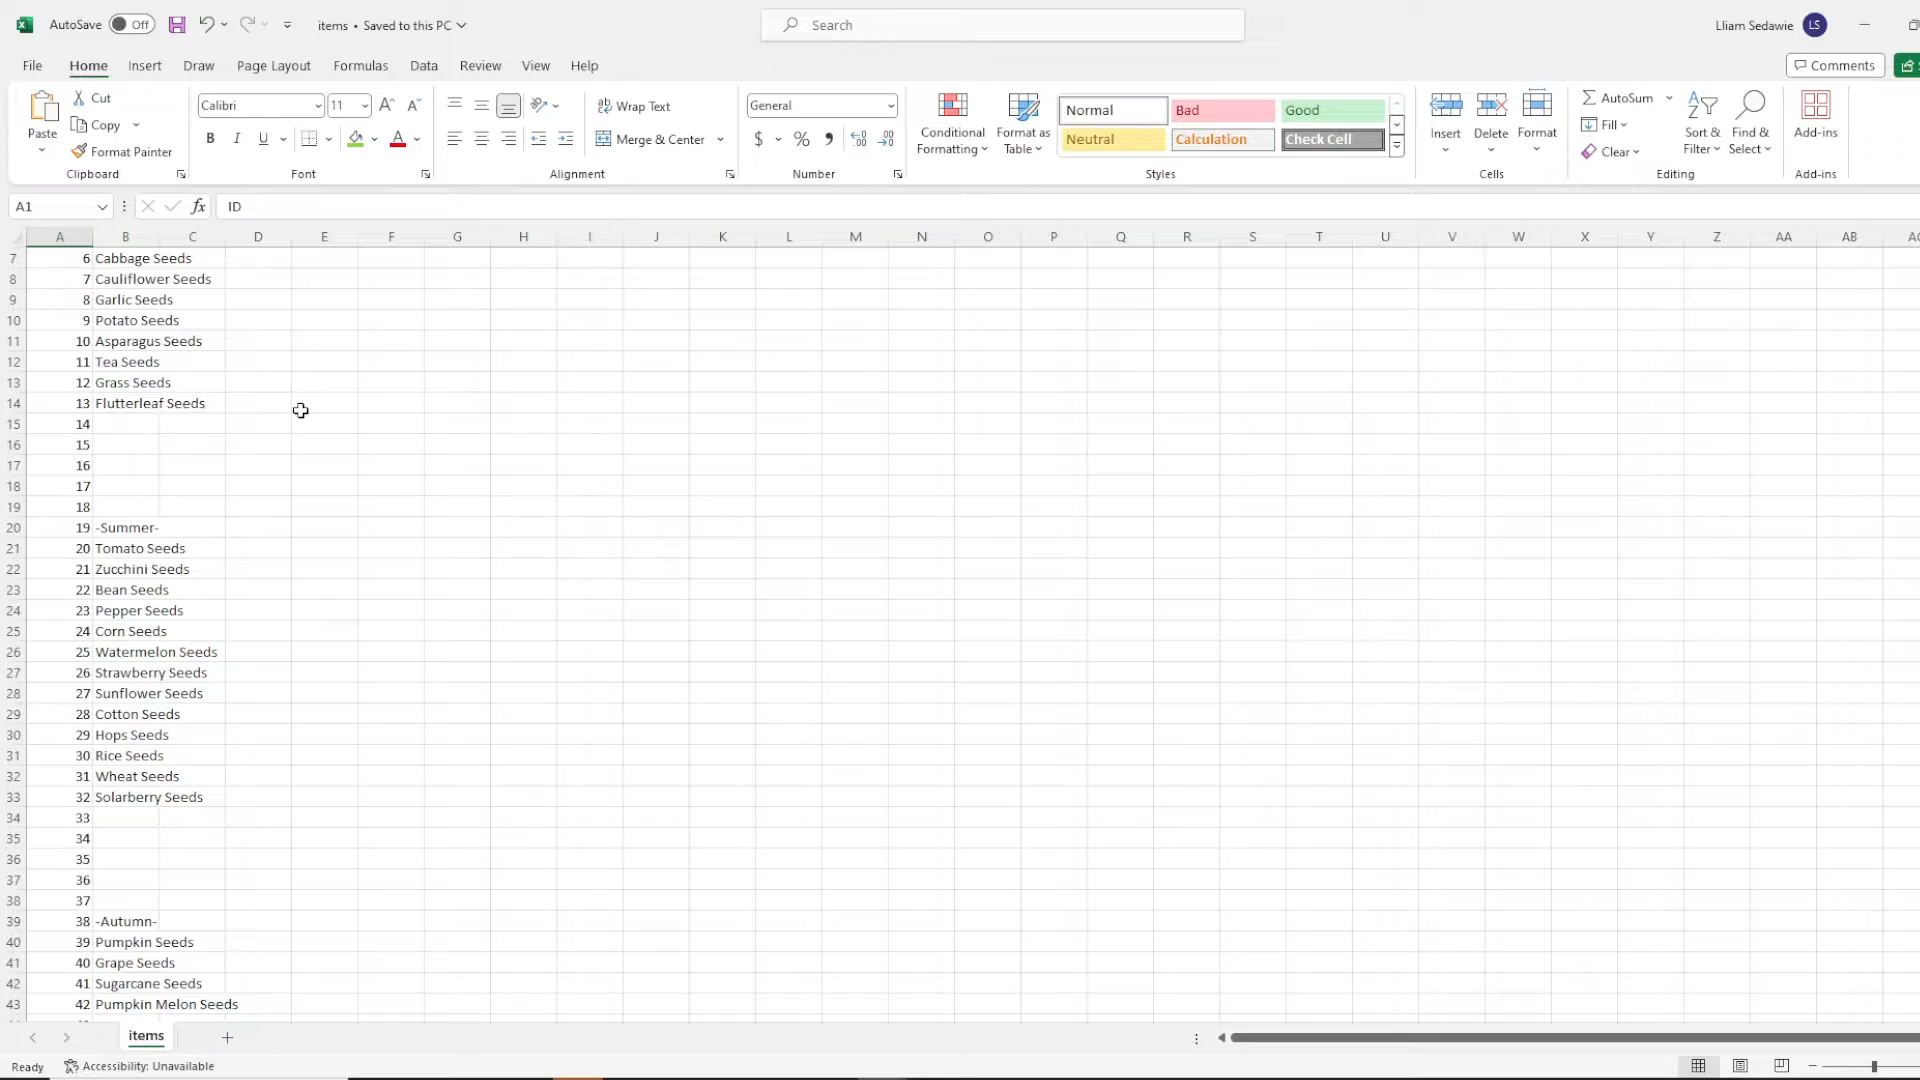 AutoSave Off items • Saved to this PC Search Lliam Sedawie LS
File Home Insert Draw Page Layout Formulas Data Review View Help Comments
Paste Cut Copy Format Painter Clipboard
Calibri 11 B I U A Font
Wrap Text Merge & Center Alignment
General $ % Number
Conditional Formatting Format as Table
Normal Bad Good
Neutral Calculation Check Cell
Styles
Insert Delete Format Cells
AutoSum Fill Clear Sort & Filter Find & Select Editing
Add-ins Add-ins
A1 fx ID
A B C D E F G H I J K L M N O P Q R S T U V W X Y Z AA AB
7 6 Cabbage Seeds
8 7 Cauliflower Seeds
9 8 Garlic Seeds
10 9 Potato Seeds
11 10 Asparagus Seeds
12 11 Tea Seeds
13 12 Grass Seeds
14 13 Flutterleaf Seeds
15 14
16 15
17 16
18 17
19 18
20 19 -Summer-
21 20 Tomato Seeds
22 21 Zucchini Seeds
23 22 Bean Seeds
24 23 Pepper Seeds
25 24 Corn Seeds
26 25 Watermelon Seeds
27 26 Strawberry Seeds
28 27 Sunflower Seeds
29 28 Cotton Seeds
30 29 Hops Seeds
31 30 Rice Seeds
32 31 Wheat Seeds
33 32 Solarberry Seeds
34 33
35 34
36 35
37 36
38 37
39 38 -Autumn-
40 39 Pumpkin Seeds
41 40 Grape Seeds
42 41 Sugarcane Seeds
43 42 Pumpkin Melon Seeds
items
Ready Accessibility: Unavailable